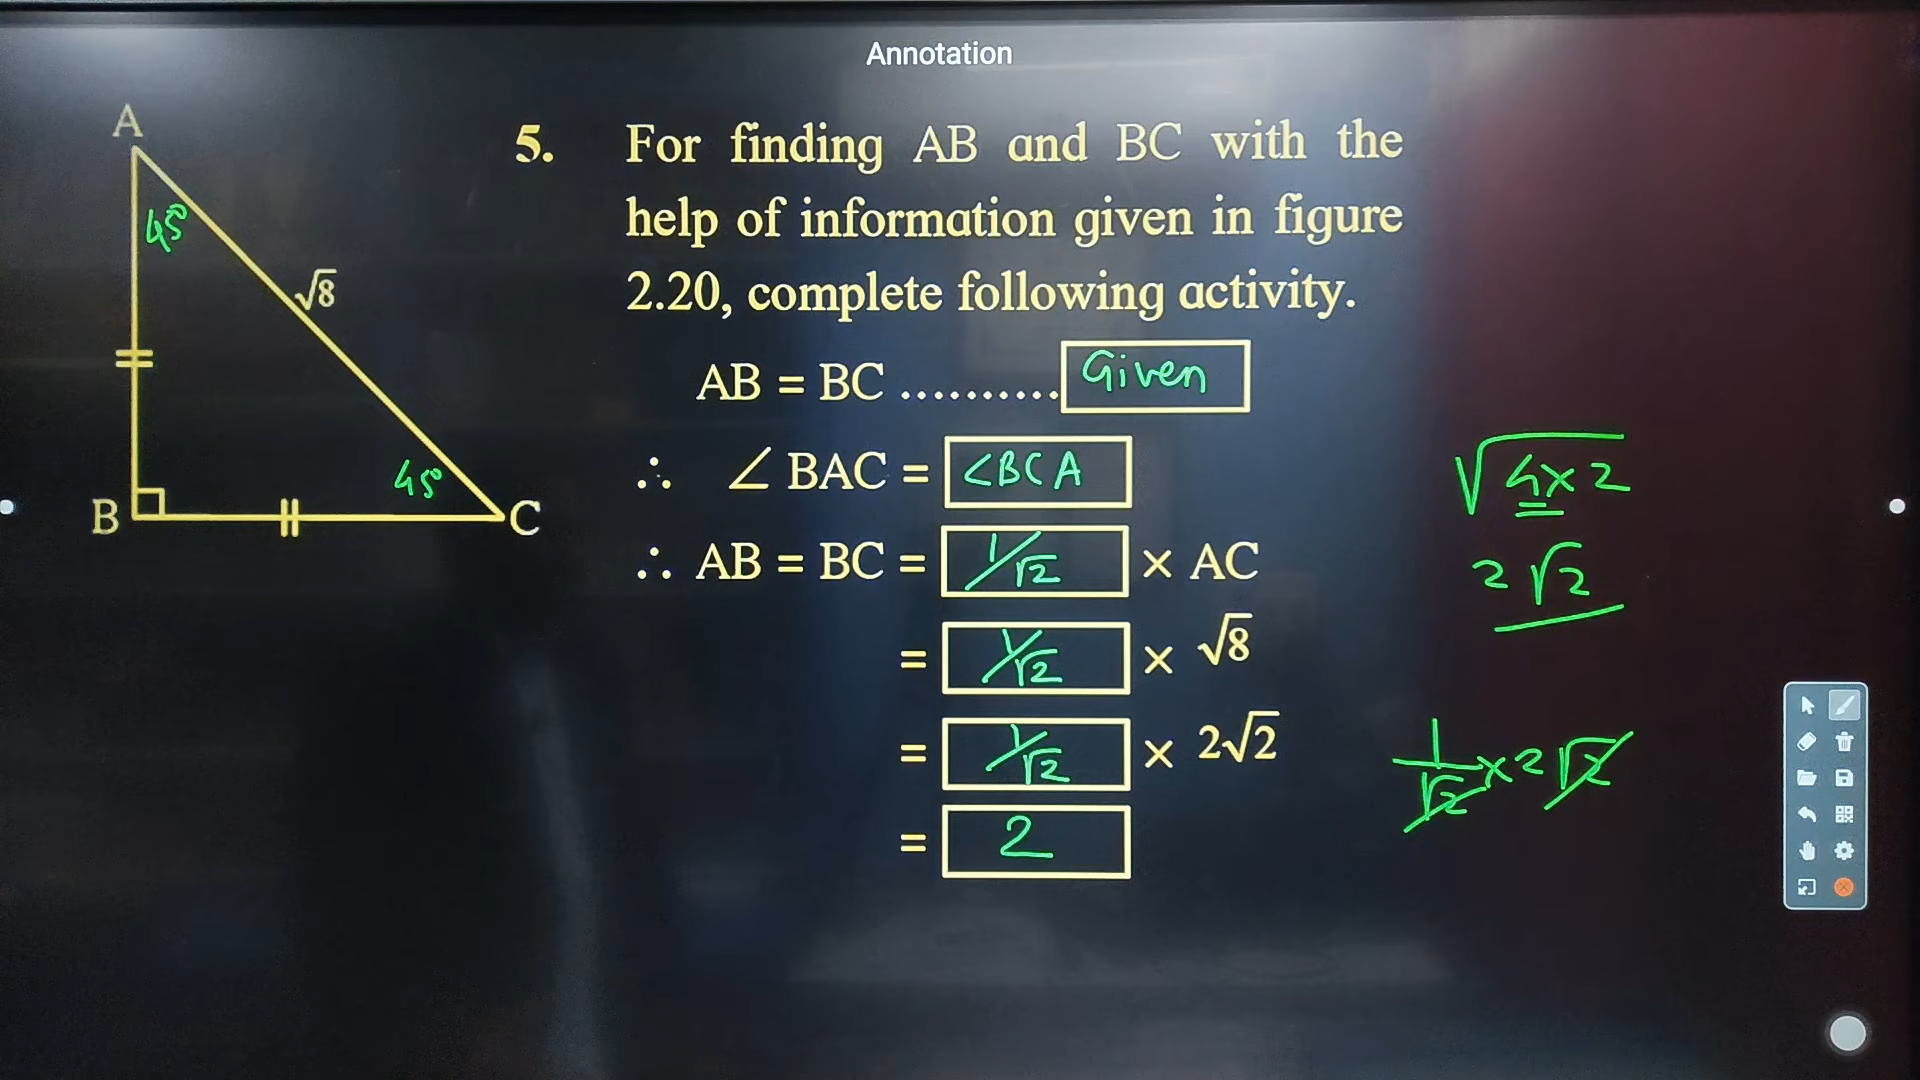 Annotation
A
45°
√8
45°
B
C
5. For finding AB and BC with the
help of information given in figure
2.20, complete following activity.
AB = BC .......... Given
∴ ∠ BAC = ∠BCA
∴ AB = BC = 1/√2 × AC
= 1/√2 × √8
= 1/√2 × 2√2
= 2
√4×2
2√2
1/√2 × 2√2